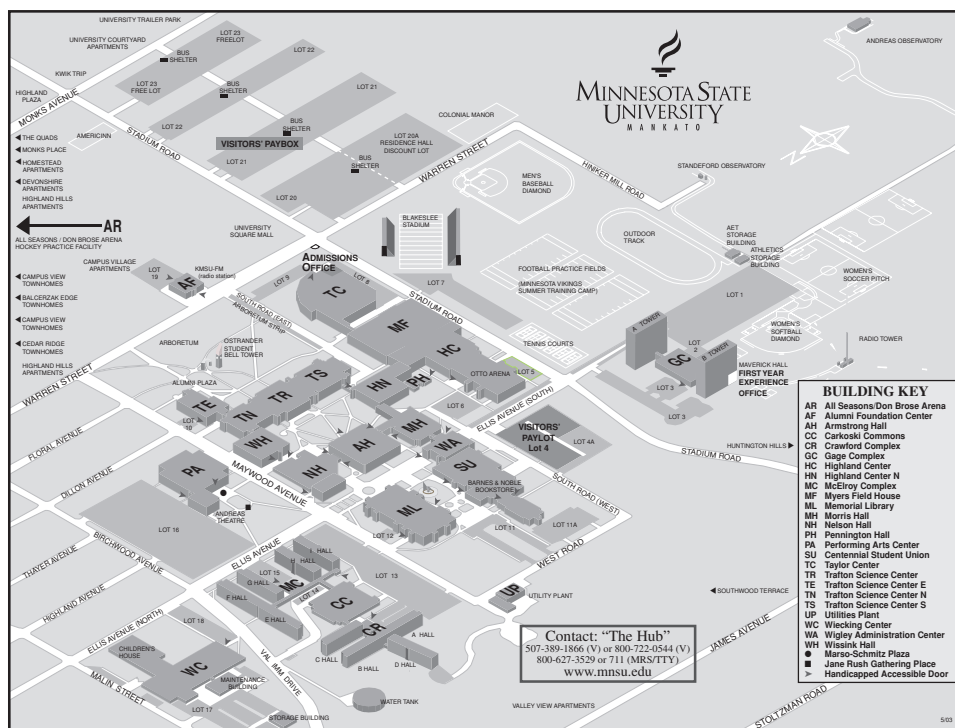 UNIVERSITY TRAILER PARK
UNIVERSITY COURTYARD
APARTMENTS
LOT 23
FREELOT
LOT 22
BUS
SHELTER
KWIK TRIP
LOT 23
FREE LOT
BUS
SHELTER
LOT 21
HIGHLAND
PLAZA
MONKS AVENUE
STADIUM ROAD
LOT 22
BUS
SHELTER
VISITORS' PAYBOX
LOT 20A
RESIDENCE HALL
DISCOUNT LOT
COLONIAL MANOR
AMERICINN
LOT 21
BUS
SHELTER
WARREN STREET
LOT 20
MINNESOTA STATE
UNIVERSITY
MANKATO
ANDREAS OBSERVATORY
THE QUADS
MONKS PLACE
HOMESTEAD
APARTMENTS
DEVONSHIRE
APARTMENTS
HIGHLAND HILLS
APARTMENTS
AR
ALL SEASONS / DON BROSE ARENA
HOCKEY PRACTICE FACILITY
CAMPUS VIEW
TOWNHOMES
BALCERZAK EDGE
TOWNHOMES
CAMPUS VIEW
TOWNHOMES
CEDAR RIDGE
TOWNHOMES
HIGHLAND HILLS
APARTMENTS
UNIVERSITY
SQUARE MALL
CAMPUS VILLAGE
APARTMENTS
LOT
19
AF
KMSU-FM
(radio station)
ADMISSIONS
OFFICE
LOT 9
LOT 8
TC
BLAKESLEE
STADIUM
MEN'S
BASEBALL
DIAMOND
HINIKER MILL ROAD
STANDEFORD OBSERVATORY
OUTDOOR
TRACK
AET
STORAGE
BUILDING
ATHLETICS
STORAGE
BUILDING
FOOTBALL PRACTICE FIELDS
(MINNESOTA VIKINGS
SUMMER TRAINING CAMP)
WOMEN'S
SOCCER PITCH
LOT 7
LOT 1
STADIUM ROAD
TENNIS COURTS
WOMEN'S
SOFTBALL
DIAMOND
RADIO TOWER
A TOWER
LOT
2
GC
B TOWER
LOT 3
LOT 3
MAVERICK HALL
FIRST YEAR
EXPERIENCE
OFFICE
SOUTH ROAD (EAST)
ARBORETUM STRIP
ARBORETUM
OSTRANDER
STUDENT
BELL TOWER
ALUMNI PLAZA
WARREN STREET
MF
HC
OTTO ARENA
LOT 5
PH
HN
TS
TR
TN
TE
LOT
10
WH
AH
MH
LOT 6
ELLIS AVENUE (SOUTH)
VISITORS'
PAYLOT
Lot 4
LOT 4A
HUNTINGTON HILLS
STADIUM ROAD
FLORAL AVENUE
PA
MAYWOOD AVENUE
NH
WA
SU
BARNES & NOBLE
BOOKSTORE
SOUTH ROAD (WEST)
ML
LOT 12
LOT 11
LOT 11A
DILLON AVENUE
ANDREAS
THEATRE
LOT 16
BIRCHWOOD AVENUE
THAYER AVENUE
HIGHLAND AVENUE
ELLIS AVENUE
ELLIS AVENUE (NORTH)
I HALL
H HALL
LOT 15
G HALL
MC
F HALL
LOT 14
E HALL
LOT 13
CC
CR
A HALL
C HALL
B HALL
D HALL
WEST ROAD
UP
UTILITY PLANT
SOUTHWOOD TERRACE
JAMES AVENUE
STOLTZMAN ROAD
LOT 18
CHILDREN'S
HOUSE
WC
MALIN STREET
MAINTENANCE
BUILDING
VAL IMM DRIVE
LOT 17
STORAGE BUILDING
WATER TANK
VALLEY VIEW APARTMENTS
Contact: "The Hub"
507-389-1866 (V) or 800-722-0544 (V)
800-627-3529 or 711 (MRS/TTY)
www.mnsu.edu
BUILDING KEY
AR All Seasons/Don Brose Arena
AF Alumni Foundation Center
AH Armstrong Hall
CC Carkoski Commons
CR Crawford Complex
GC Gage Complex
HC Highland Center
HN Highland Center N
MC McElroy Complex
MF Myers Field House
ML Memorial Library
MH Morris Hall
NH Nelson Hall
PH Pennington Hall
PA Performing Arts Center
SU Centennial Student Union
TC Taylor Center
TR Trafton Science Center
TE Trafton Science Center E
TN Trafton Science Center N
TS Trafton Science Center S
UP Utilities Plant
WC Wiecking Center
WA Wigley Administration Center
WH Wissink Hall
Marso-Schmitz Plaza
Jane Rush Gathering Place
Handicapped Accessible Door
5/03